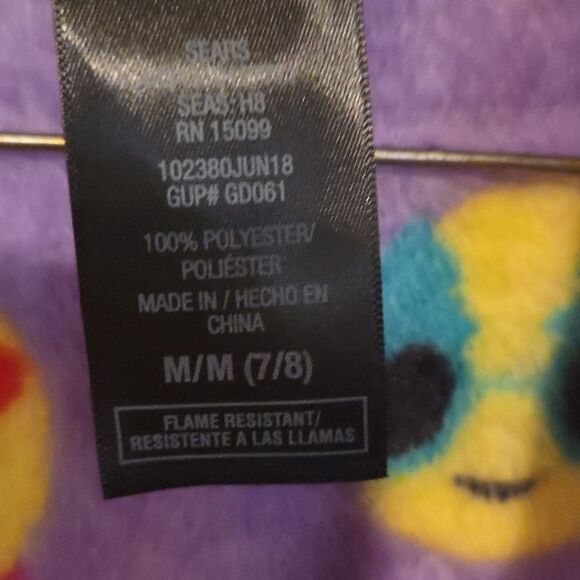 SEARS
SEAS: H8
RN 15099
102380JUN18
GUP# GD061
100% POLYESTER/
POLIÉSTER
MADE IN / HECHO EN
CHINA
M/M (7/8)
FLAME RESISTANT/
RESISTENTE A LAS LLAMAS